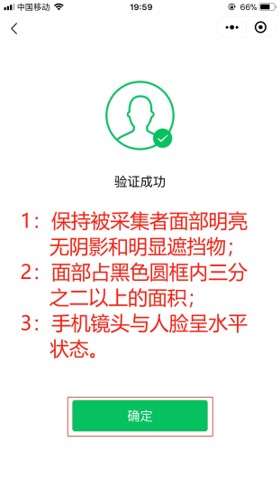 中国移动
19:59
66%
验证成功
1：保持被采集者面部明亮
无阴影和明显遮挡物；
2：面部占黑色圆框内三分
之二以上的面积；
3：手机镜头与人脸呈水平
状态。
确定